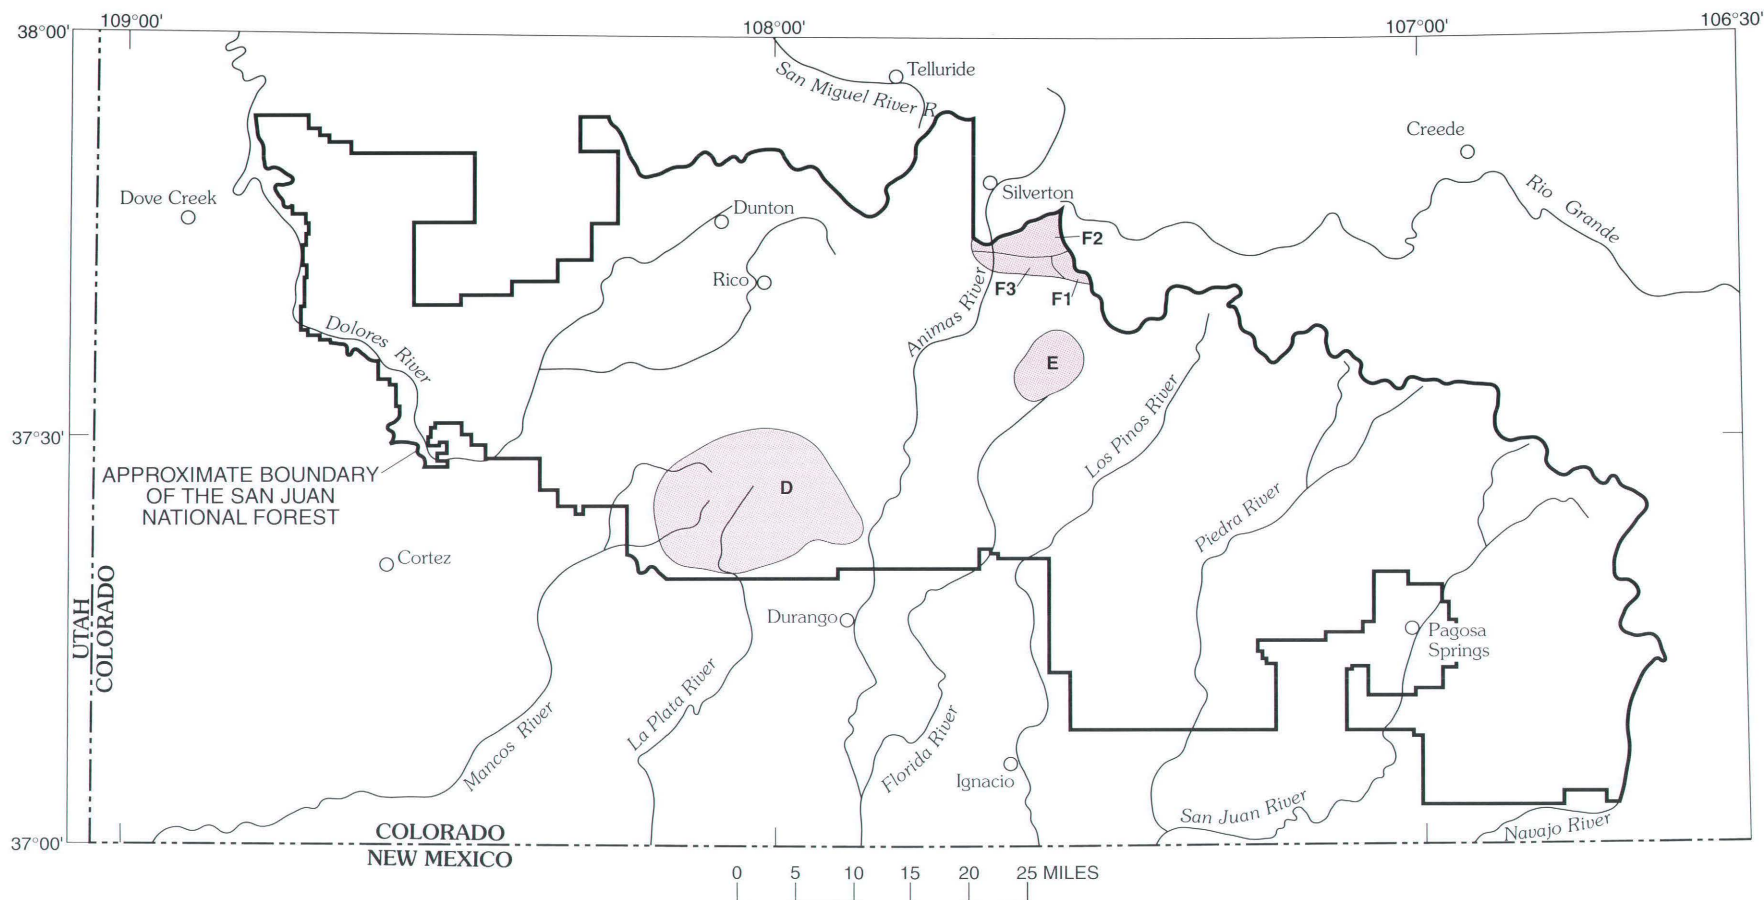 109°00'
108°00'
107°00'
106°30'
38°00'
Telluride
San Miguel River R
Creede
Dove Creek
Silverton
Rio Grande
Dunton
F2
Rico
F3
F1
Animas River
Dolores River
E
Los Pinos River
37°30'
APPROXIMATE BOUNDARY
OF THE SAN JUAN
NATIONAL FOREST
D
Piedra River
Cortez
UTAH
COLORADO
Durango
Pagosa
Springs
La Plata River
Mancos River
Florida River
Ignacio
San Juan River
Navajo River
37°00'
COLORADO
NEW MEXICO
0 5 10 15 20 25 MILES